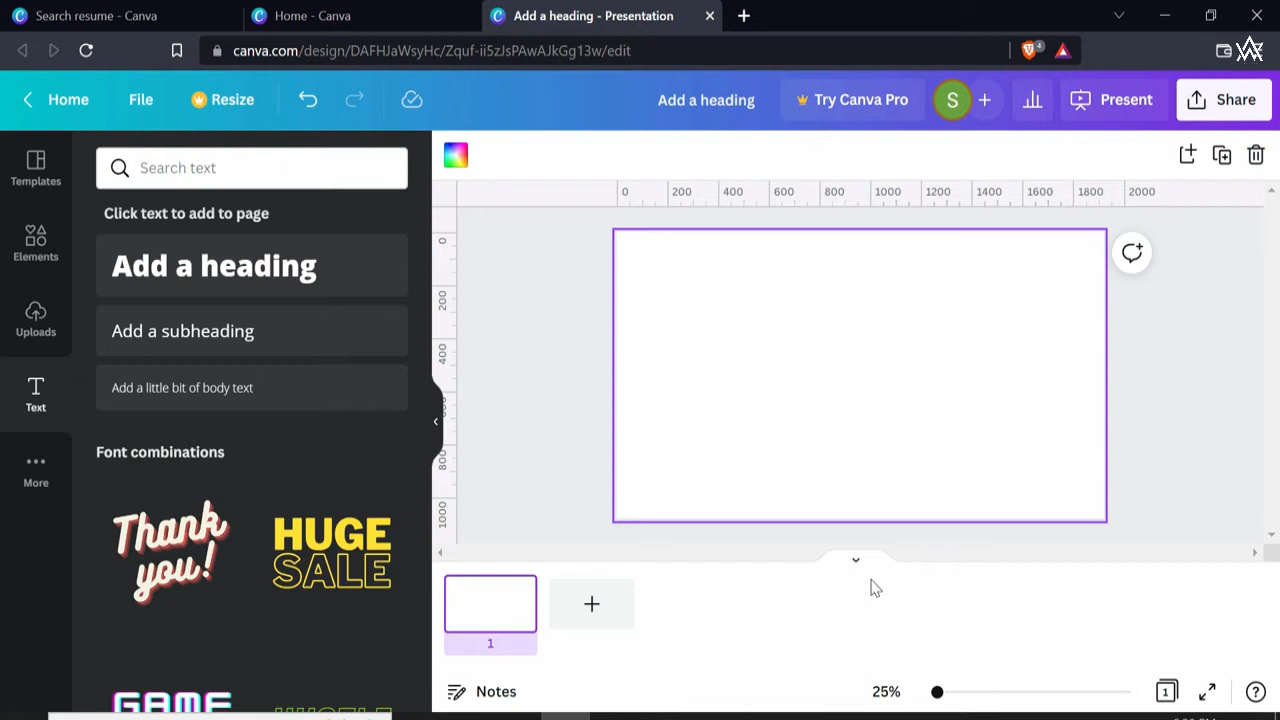 Search resume - Canva
Home - Canva
Add a heading - Presentation
canva.com/design/DAFHJaWsyHc/Zquf-ii5zJsPAwAJkGg13w/edit
4
Home
File
Resize
Add a heading
Try Canva Pro
S
Present
Share
Templates
Elements
Uploads
Text
More
Search text
Click text to add to page
Add a heading
Add a subheading
Add a little bit of body text
Font combinations
Thank
you!
HUGE
SALE
GAME
0 200 400 600 800 1000 1200 1400 1600 1800 2000
0
200
400
800
1000
1
Notes
25%
1